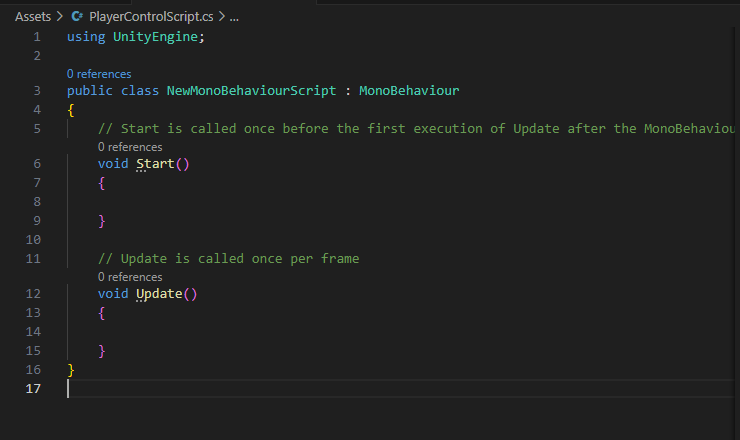 Assets > PlayerControlScript.cs > ...
1 using UnityEngine;
2
0 references
3 public class NewMonoBehaviourScript : MonoBehaviour
4 {
5 // Start is called once before the first execution of Update after the MonoBehaviou
0 references
6 void Start()
7 {
8
9 }
10
11 // Update is called once per frame
0 references
12 void Update()
13 {
14
15 }
16 }
17